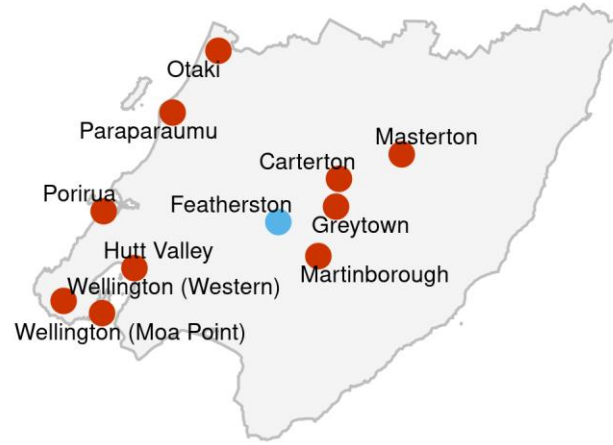 Otaki
Paraparaumu
Masterton
Carterton
Porirua
Featherston
Greytown
Hutt Valley
Martinborough
Wellington (Western)
Wellington (Moa Point)